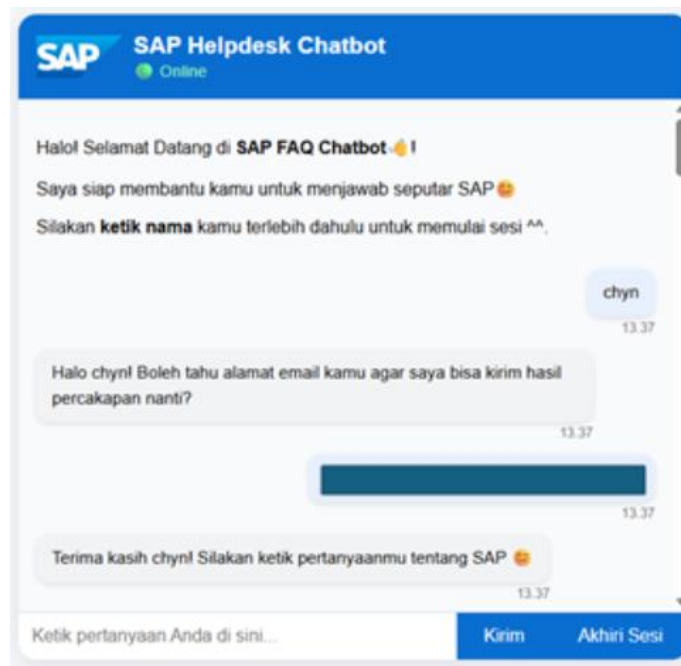 SAP
SAP Helpdesk Chatbot
Online
Halo! Selamat Datang di SAP FAQ Chatbot👋!
Saya siap membantu kamu untuk menjawab seputar SAP😊
Silakan ketik nama kamu terlebih dahulu untuk memulai sesi ^^.
chyn
13.37
Halo chyn! Boleh tahu alamat email kamu agar saya bisa kirim hasil
percakapan nanti?
13.37
13.37
Terima kasih chyn! Silakan ketik pertanyaanmu tentang SAP 😊
13.37
Ketik pertanyaan Anda di sini...
Kirim
Akhiri Sesi